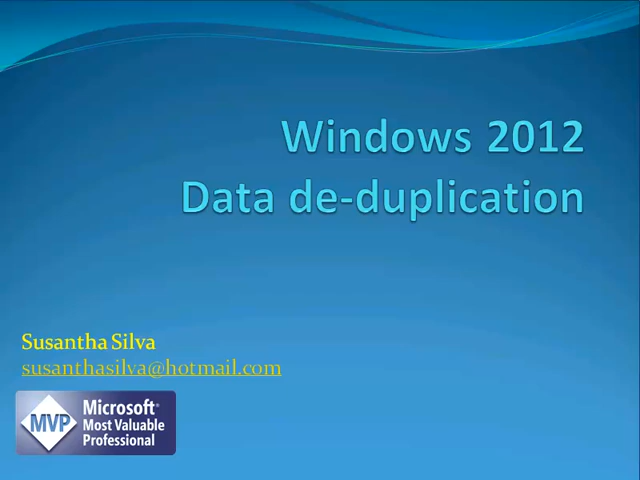 Windows 2012
Data de-duplication
Susantha Silva
susanthasilva@hotmail.com
MVP
Microsoft®
Most Valuable
Professional